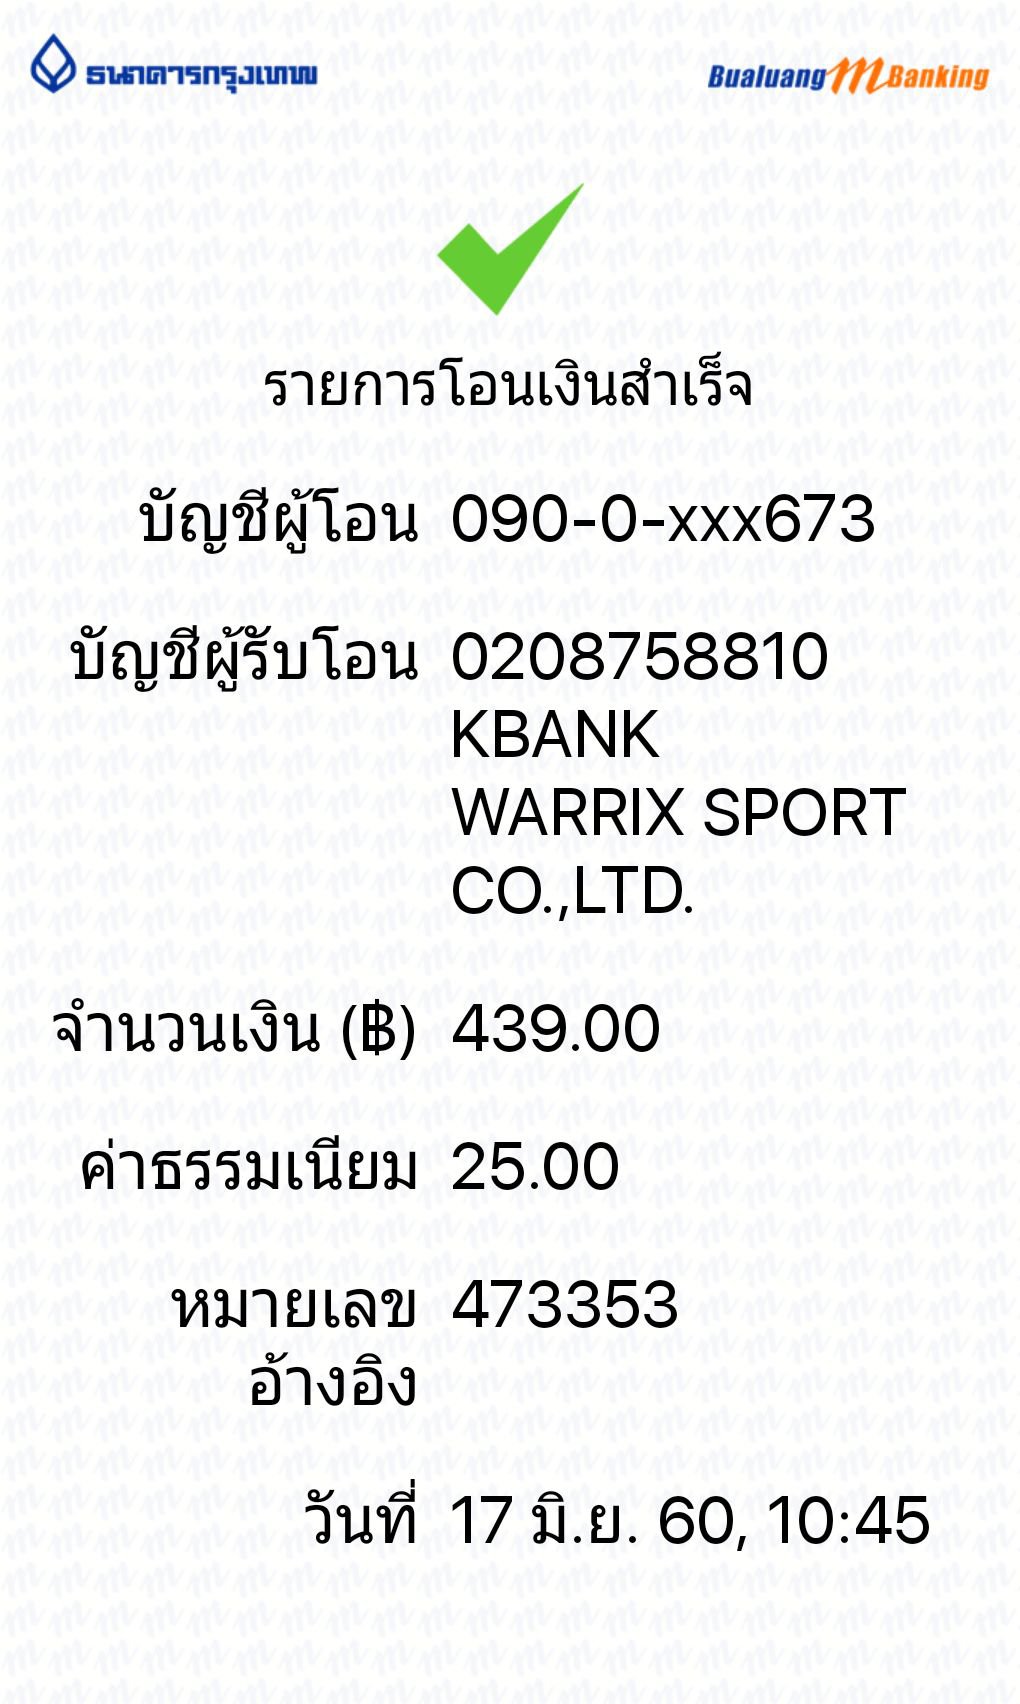 ธนาคารกรุงเทพ
Bualuang mBanking
รายการโอนเงินสำเร็จ
บัญชีผู้โอน 090-0-xxx673
บัญชีผู้รับโอน 0208758810
KBANK
WARRIX SPORT
CO.,LTD.
จำนวนเงิน (฿) 439.00
ค่าธรรมเนียม 25.00
หมายเลข 473353
อ้างอิง
วันที่ 17 มิ.ย. 60, 10:45